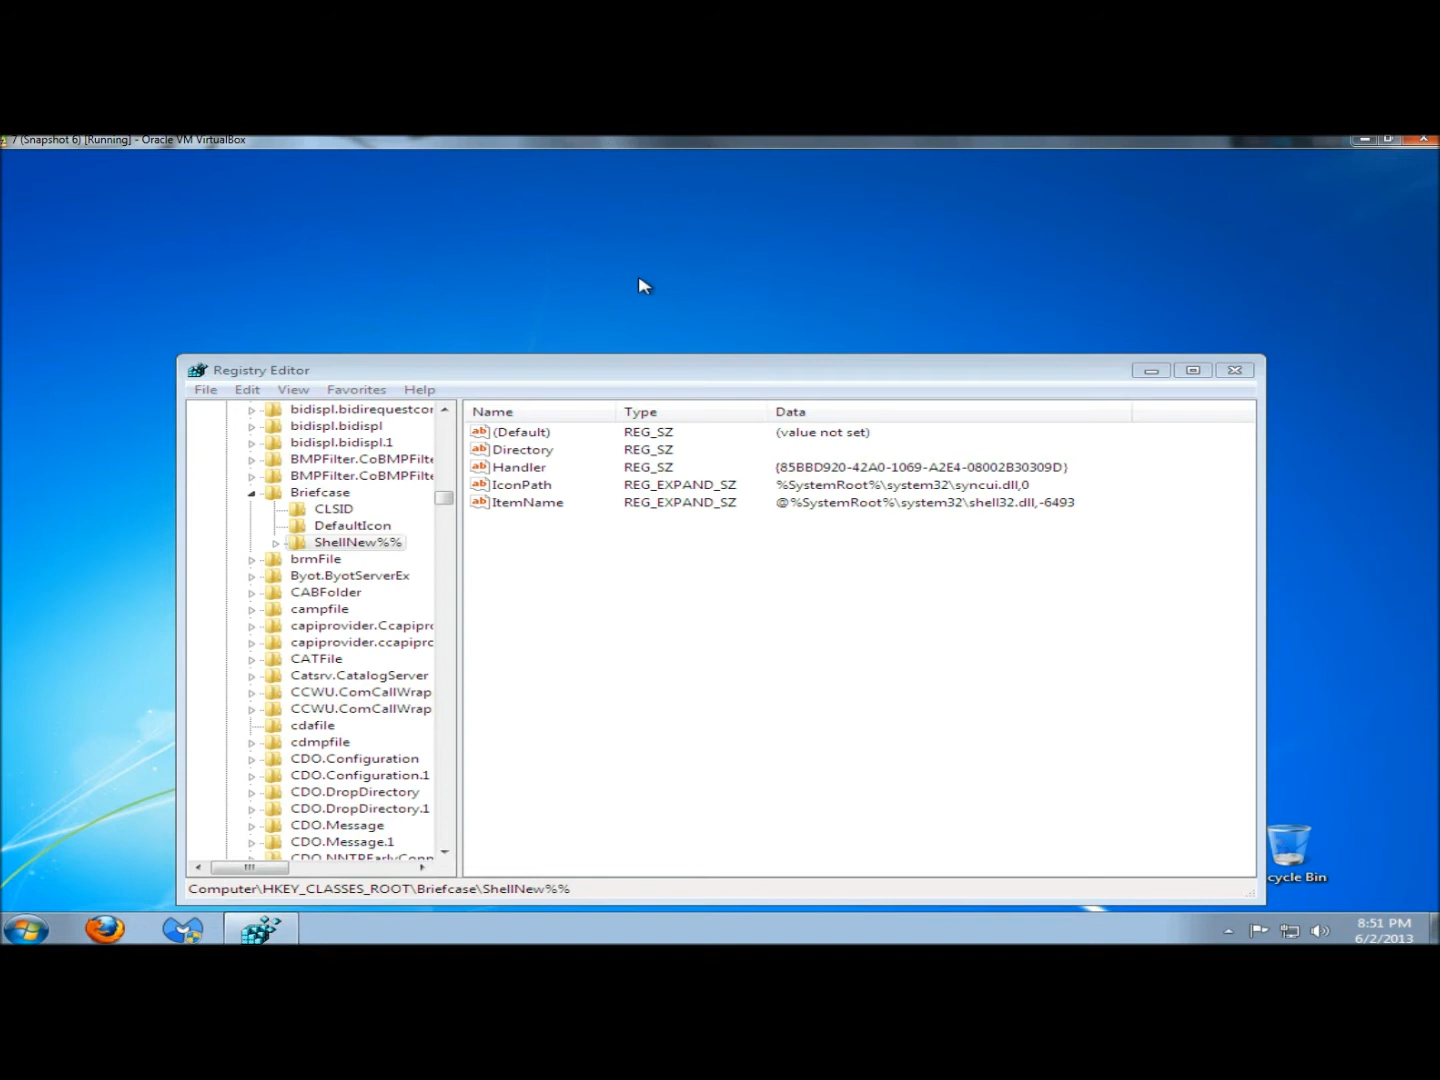 7 (Snapshot 6) [Running] - Oracle VM VirtualBox
Registry Editor
File Edit View Favorites Help
bidispl.bidirequestcor
bidispl.bidispl
bidispl.bidispl.1
BMPFilter.CoBMPFilte
BMPFilter.CoBMPFilte
Briefcase
CLSID
DefaultIcon
ShellNew%%
brmFile
Byot.ByotServerEx
CABFolder
campfile
capiprovider.Ccapipro
capiprovider.ccapiprc
CATFile
Catsrv.CatalogServer
CCWU.ComCallWrap
CCWU.ComCallWrap
cdafile
cdmpfile
CDO.Configuration
CDO.Configuration.1
CDO.DropDirectory
CDO.DropDirectory.1
CDO.Message
CDO.Message.1
CDO.NNTPEarlyConn
Name Type Data
(Default) REG_SZ (value not set)
Directory REG_SZ
Handler REG_SZ {85BBD920-42A0-1069-A2E4-08002B30309D}
IconPath REG_EXPAND_SZ %SystemRoot%\system32\syncui.dll,0
ItemName REG_EXPAND_SZ @%SystemRoot%\system32\shell32.dll,-6493
Computer\HKEY_CLASSES_ROOT\Briefcase\ShellNew%%
cycle Bin
8:51 PM
6/2/2013